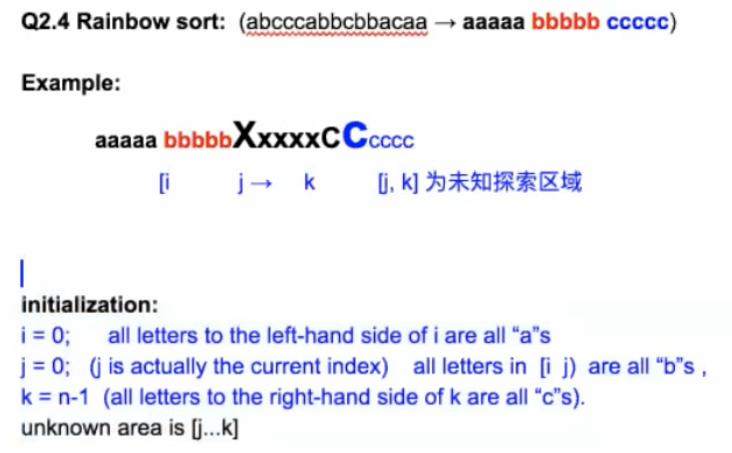 Q2.4 Rainbow sort: (abcccabbcbbacaa → aaaaa bbbbb ccccc)
Example:
aaaaa bbbbbXxxxxCCcccc
[i j→ k [j, k] 为未知探索区域
initialization:
i = 0; all letters to the left-hand side of i are all “a”s
j = 0; (j is actually the current index) all letters in [i j) are all “b”s ,
k = n-1 (all letters to the right-hand side of k are all “c”s).
unknown area is [j...k]